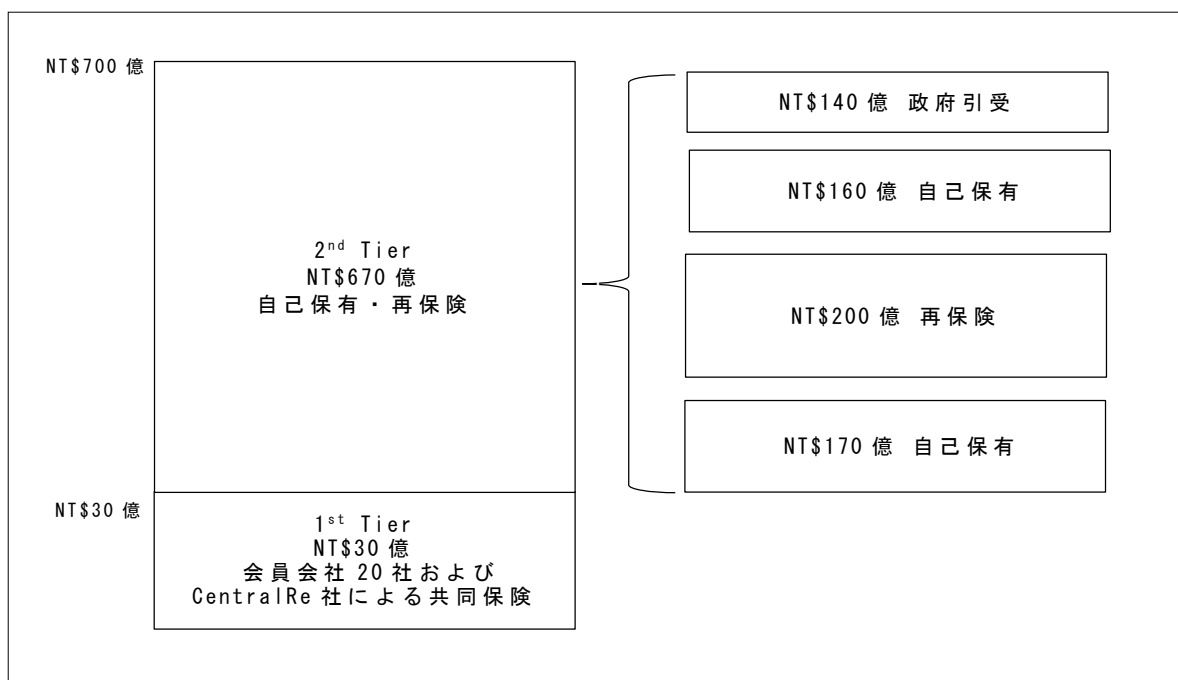 NT$700 億
2nd Tier
NT$670 億
自己保有・再保険
NT$140 億 政府引受
NT$160 億 自己保有
NT$200 億 再保険
NT$170 億 自己保有
NT$30 億
1st Tier
NT$30 億
会員会社 20 社および
CentralRe 社による共同保険